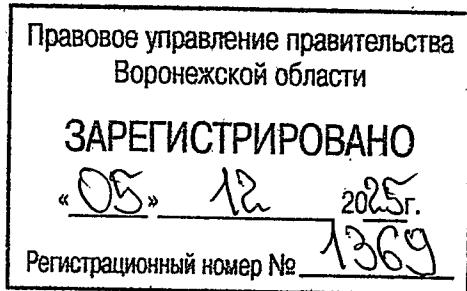 Правовое управление правительства
Воронежской области
ЗАРЕГИСТРИРОВАНО
«05» 12 2025г.
Регистрационный номер № 1369